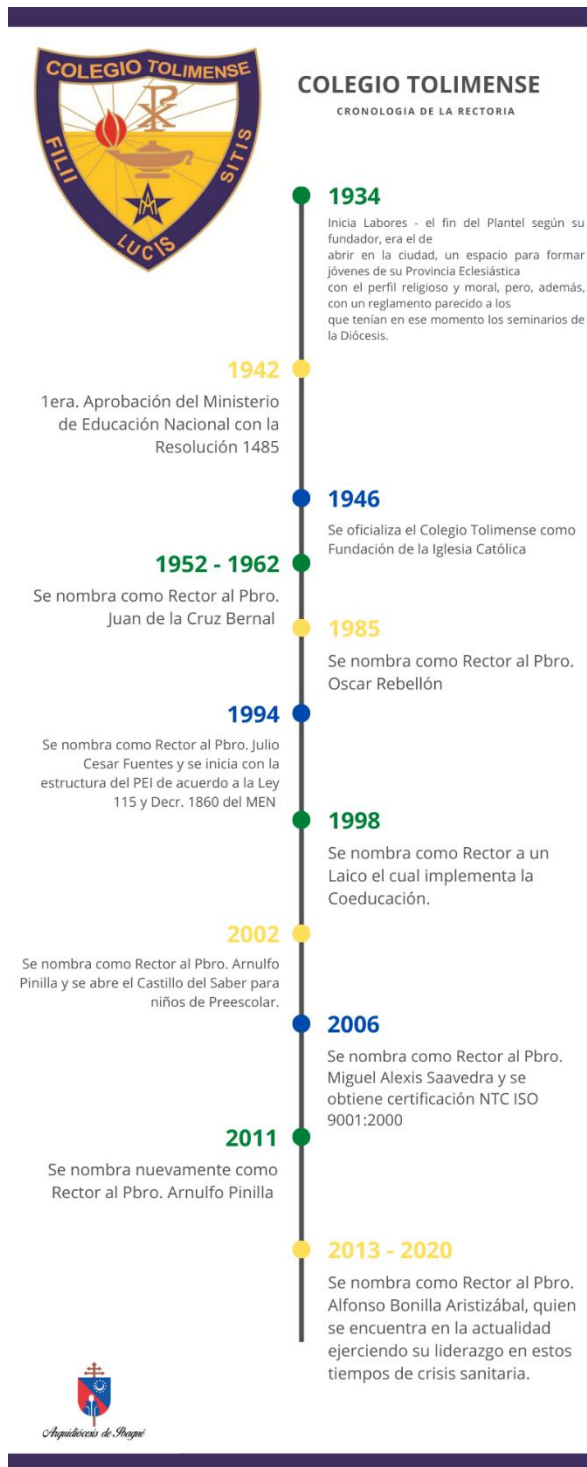 COLEGIO TOLIMENSE
FILII
SITIS
LUCIS
COLEGIO TOLIMENSE
CRONOLOGIA DE LA RECTORIA
1934
Inicia Labores - el fin del Plantel según su
fundador, era el de
abrir en la ciudad, un espacio para formar
jóvenes de su Provincia Eclesiástica
con el perfil religioso y moral, pero, además,
con un reglamento parecido a los
que tenían en ese momento los seminarios de
la Diócesis.
1942
1era. Aprobación del Ministerio
de Educación Nacional con la
Resolución 1485
1946
Se oficializa el Colegio Tolimense como
Fundación de la Iglesia Católica
1952 - 1962
Se nombra como Rector al Pbro.
Juan de la Cruz Bernal
1985
Se nombra como Rector al Pbro.
Oscar Rebellón
1994
Se nombra como Rector al Pbro. Julio
Cesar Fuentes y se inicia con la
estructura del PEI de acuerdo a la Ley
115 y Decr. 1860 del MEN
1998
Se nombra como Rector a un
Laico el cual implementa la
Coeducación.
2002
Se nombra como Rector al Pbro. Arnulfo
Pinilla y se abre el Castillo del Saber para
niños de Preescolar.
2006
Se nombra como Rector al Pbro.
Miguel Alexis Saavedra y se
obtiene certificación NTC ISO
9001:2000
2011
Se nombra nuevamente como
Rector al Pbro. Arnulfo Pinilla
2013 - 2020
Se nombra como Rector al Pbro.
Alfonso Bonilla Aristizábal, quien
se encuentra en la actualidad
ejerciendo su liderazgo en estos
tiempos de crisis sanitaria.
Arquidiócesis de Ibagué